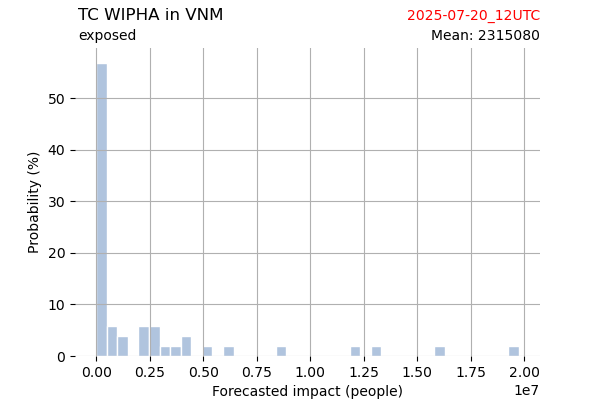 TC WIPHA in VNM
2025-07-20_12UTC
exposed
Mean: 2315080
Probability (%)
50
40
30
20
10
0
0.00 0.25 0.50 0.75 1.00 1.25 1.50 1.75 2.00
1e7
Forecasted impact (people)